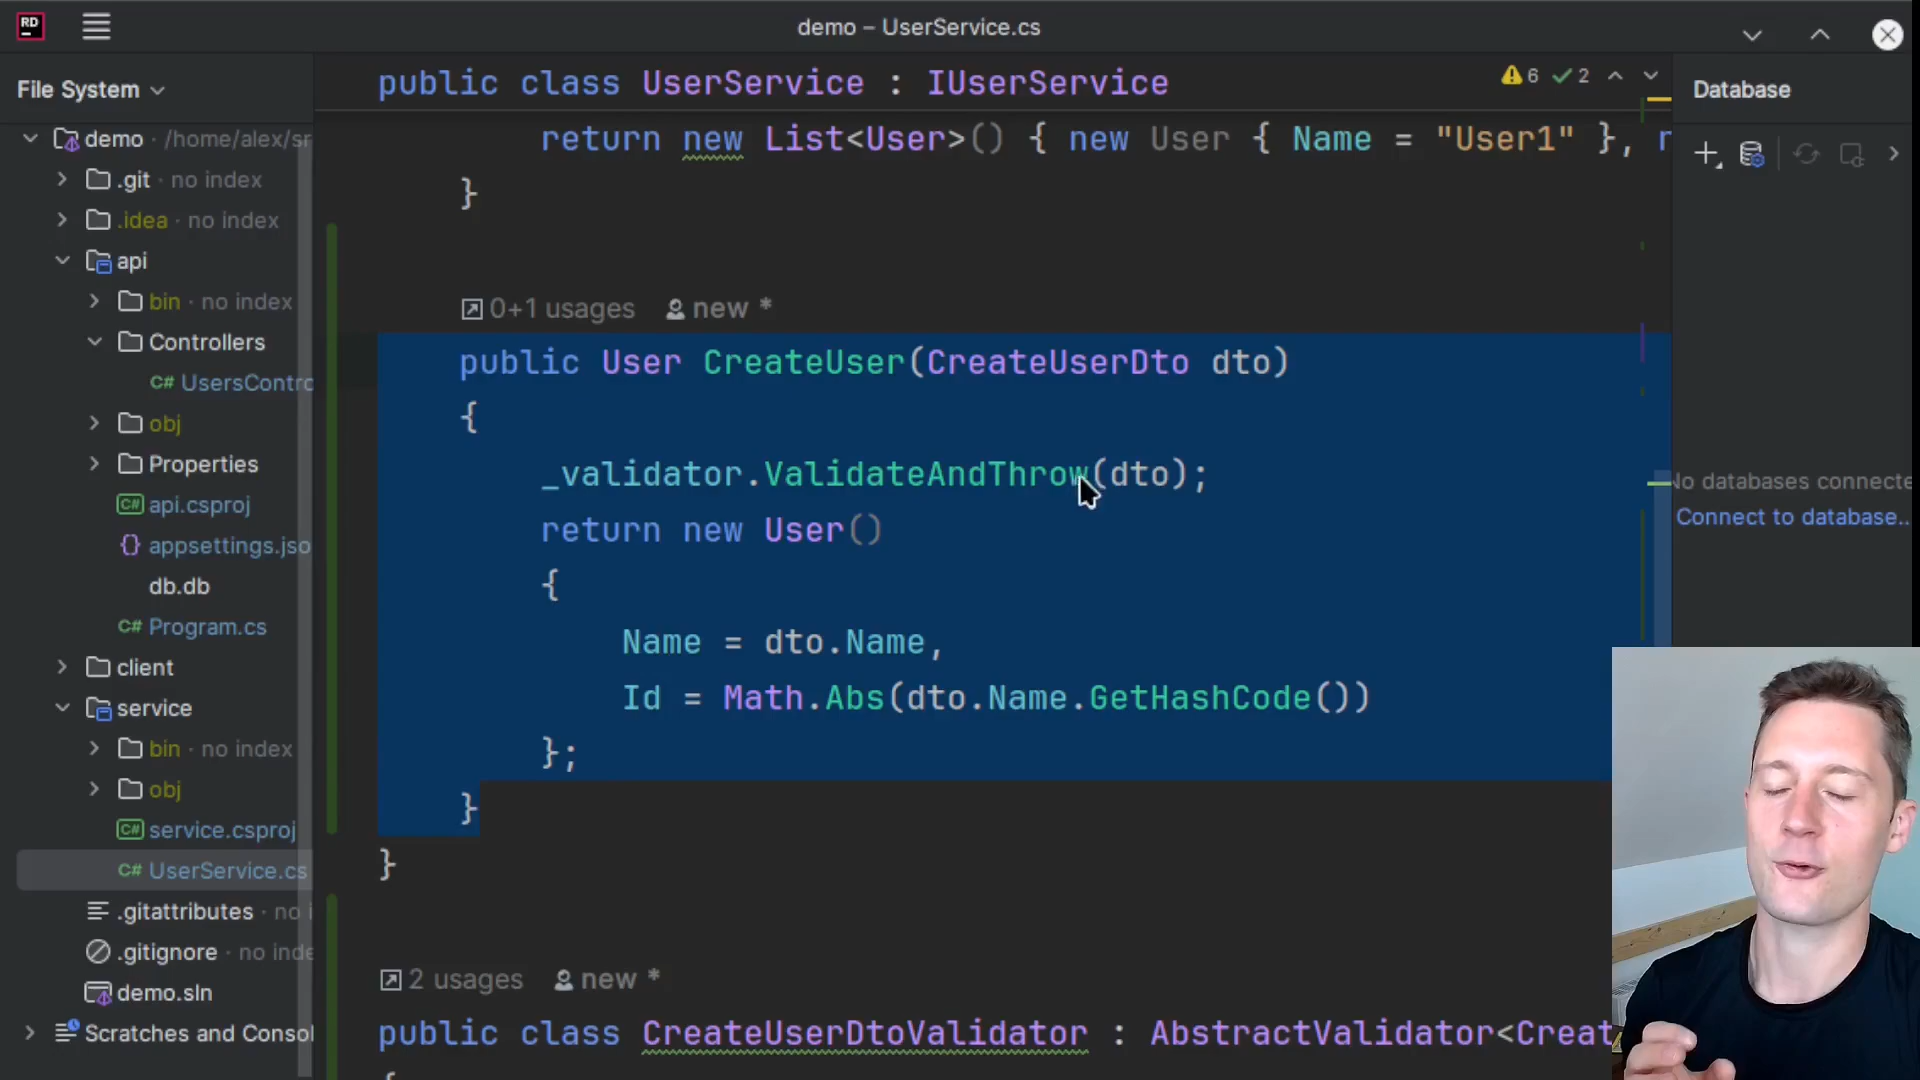 RD
demo – UserService.cs
File System
demo · /home/alex/sr
.git · no index
.idea · no index
api
bin · no index
Controllers
C# UsersContro
obj
Properties
C# api.csproj
{} appsettings.jso
db.db
C# Program.cs
client
service
bin · no index
obj
C# service.csproj
C# UserService.cs
.gitattributes · no i
.gitignore · no inde
demo.sln
Scratches and Consol
public class UserService : IUserService
6 2
return new List<User>() { new User { Name = "User1" }, r
}
0+1 usages new *
public User CreateUser(CreateUserDto dto)
{
_validator.ValidateAndThrow(dto);
return new User()
{
Name = dto.Name,
Id = Math.Abs(dto.Name.GetHashCode())
};
}
}
2 usages new *
public class CreateUserDtoValidator : AbstractValidator<Creat
{
Database
No databases connecte
Connect to database..